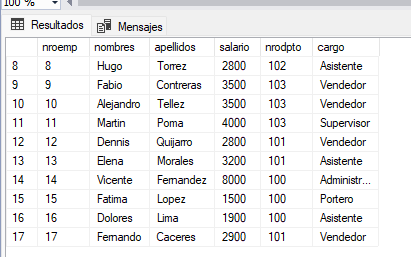 100 %
Resultados Mensajes
nroemp nombres apellidos salario nrodpto cargo
8 8 Hugo Torrez 2800 102 Asistente
9 9 Fabio Contreras 3500 103 Vendedor
10 10 Alejandro Tellez 3500 103 Vendedor
11 11 Martin Poma 4000 103 Supervisor
12 12 Dennis Quijarro 2800 101 Vendedor
13 13 Elena Morales 3200 101 Asistente
14 14 Vicente Fernandez 8000 100 Administr...
15 15 Fatima Lopez 1500 100 Portero
16 16 Dolores Lima 1900 100 Asistente
17 17 Fernando Caceres 2900 101 Vendedor